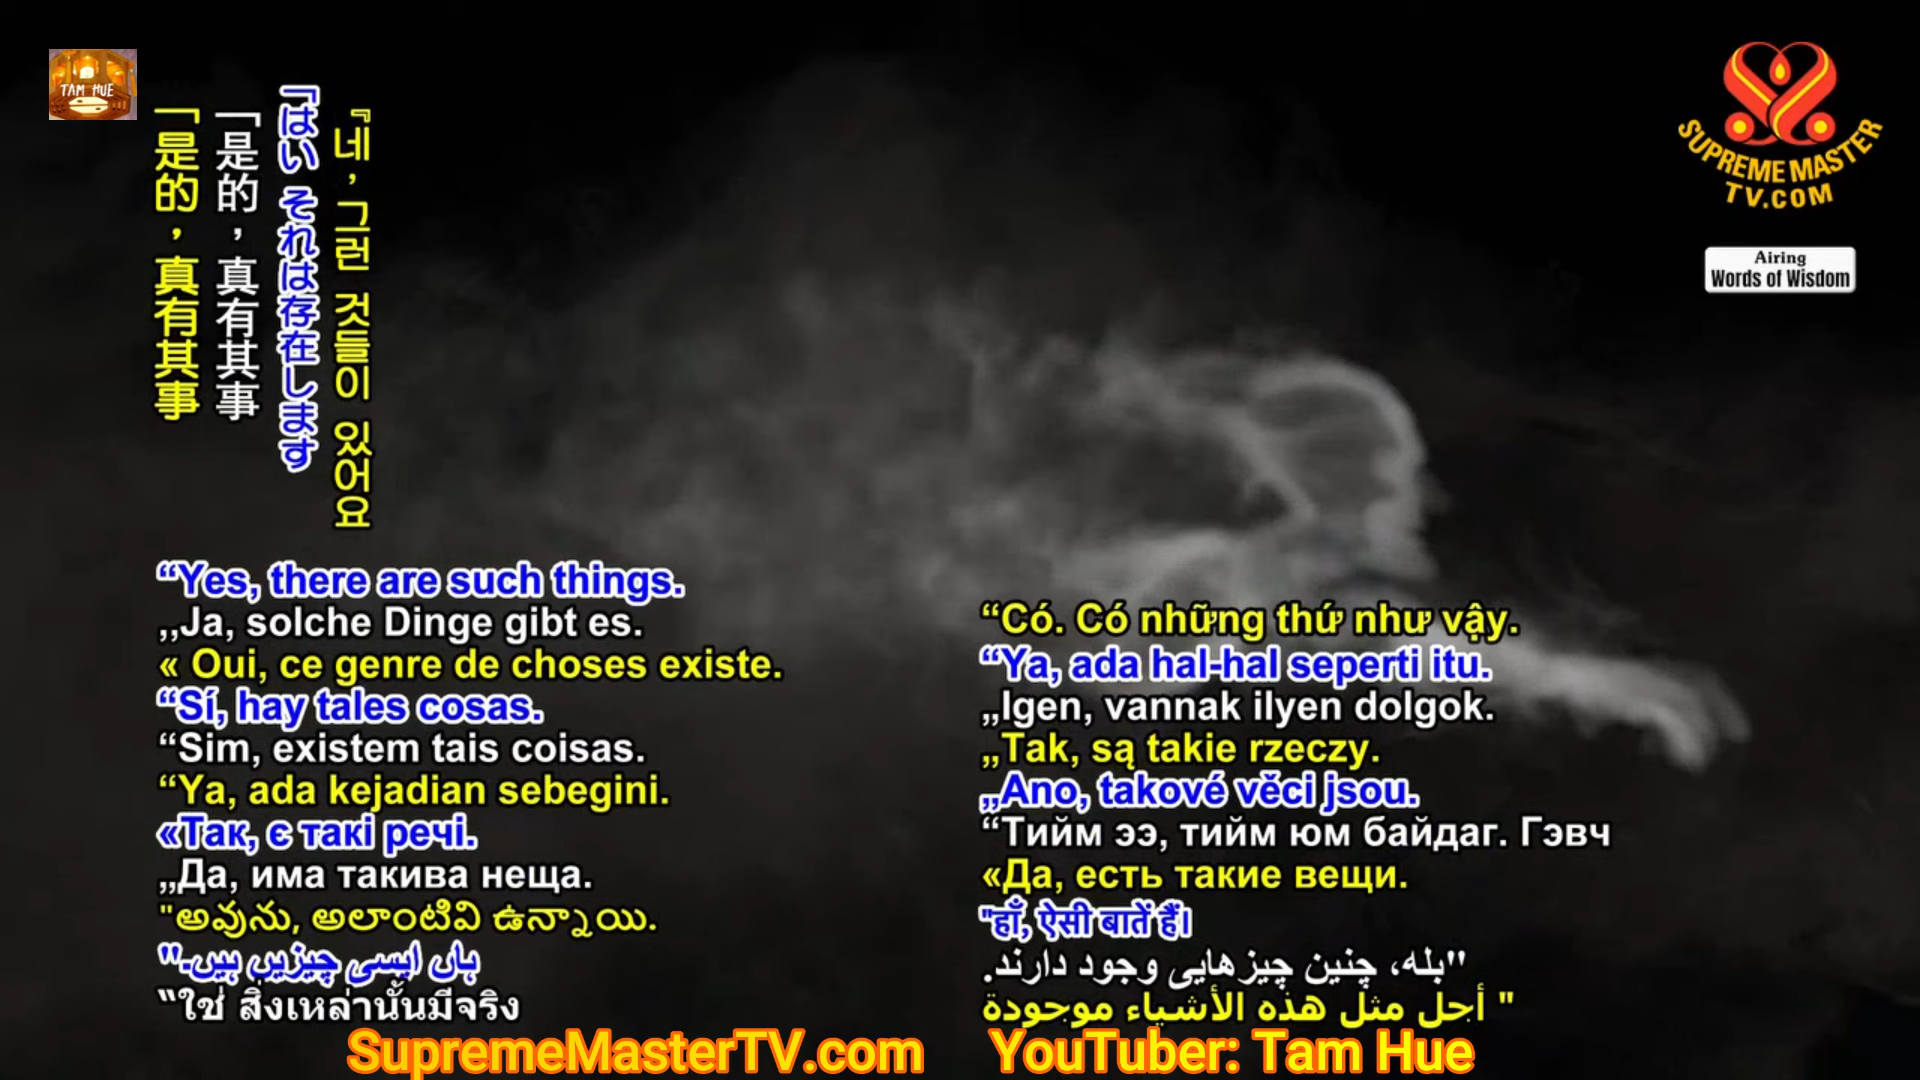 TAM HUE
「是的，真有其事
「是的，真有其事
「はい それは存在します
『네，그런 것들이 있어요
SUPREME MASTER
TV.COM
Airing
Words of Wisdom
“Yes, there are such things.
„Ja, solche Dinge gibt es.
« Oui, ce genre de choses existe.
“Sí, hay tales cosas.
“Sim, existem tais coisas.
“Ya, ada kejadian sebegini.
«Так, є такі речі.
„Да, има такива неща.
"అవును, అలాంటివి ఉన్నాయి.
ہاں ایسی چیزیں ہیں۔"
“ใช่ สิ่งเหล่านั้นมีจริง
“Có. Có những thứ như vậy.
“Ya, ada hal-hal seperti itu.
„Igen, vannak ilyen dolgok.
„Tak, są takie rzeczy.
„Ano, takové věci jsou.
“Тийм ээ, тийм юм байдаг. Гэвч
«Да, есть такие вещи.
"हाँ, ऐसी बातें हैं।
"بله، چنین چیزهایی وجود دارند.
" أجل مثل هذه الأشياء موجودة
SupremeMasterTV.com YouTuber: Tam Hue